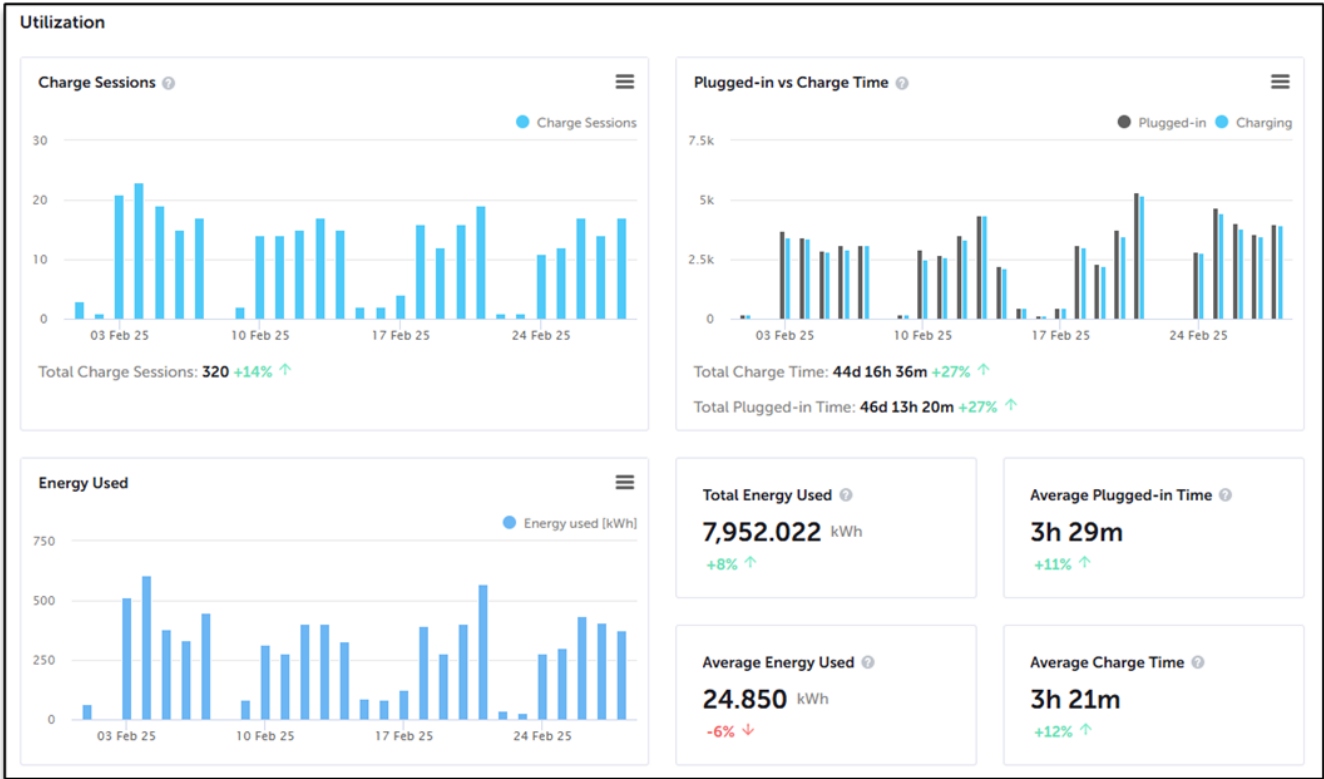 Utilization
Charge Sessions ?
Charge Sessions
30
20
10
0
03 Feb 25 10 Feb 25 17 Feb 25 24 Feb 25
Total Charge Sessions: 320 +14% ↑
Plugged-in vs Charge Time ?
Plugged-in Charging
7.5k
5k
2.5k
0
03 Feb 25 10 Feb 25 17 Feb 25 24 Feb 25
Total Charge Time: 44d 16h 36m +27% ↑
Total Plugged-in Time: 46d 13h 20m +27% ↑
Energy Used
Energy used [kWh]
750
500
250
0
03 Feb 25 10 Feb 25 17 Feb 25 24 Feb 25
Total Energy Used ?
7,952.022 kWh
+8% ↑
Average Plugged-in Time ?
3h 29m
+11% ↑
Average Energy Used ?
24.850 kWh
-6% ↓
Average Charge Time ?
3h 21m
+12% ↑